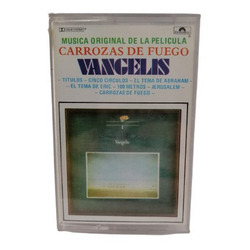 MUSICA ORIGINAL DE LA PELICULA
CARROZAS DE FUEGO
VANGELIS
- TITULOS - CINCO CIRCULOS - EL TEMA DE ABRAHAM
- EL TEMA DE ERIC - 100 METROS - JERUSALEM -
- CARROZAS DE FUEGO -